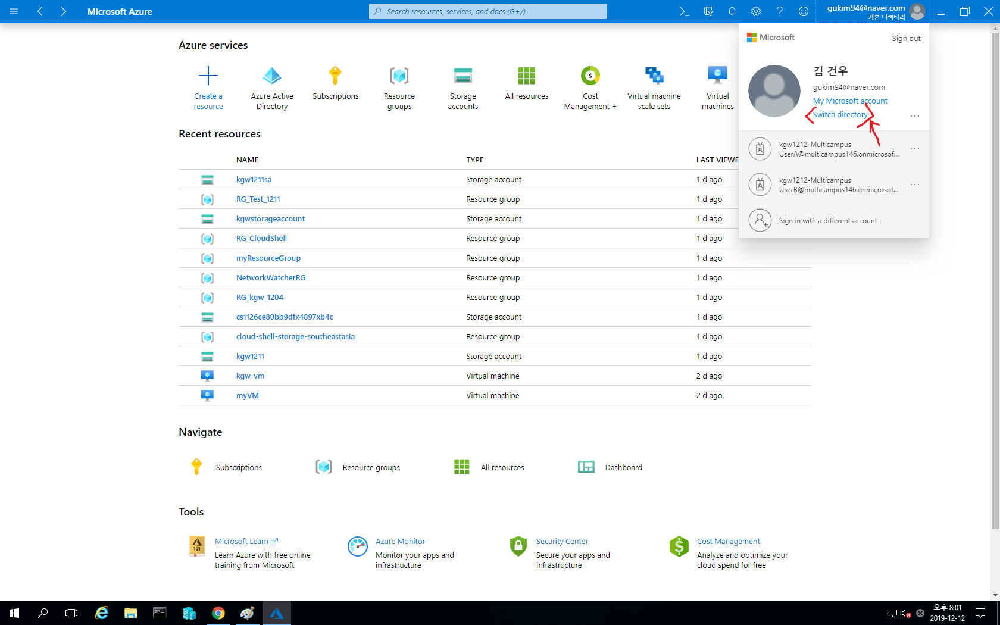 Microsoft Azure
Search resources, services, and docs (G+/)
gukim94@naver.com
기본 디렉터리
Microsoft
Sign out
김 건우
gukim94@naver.com
My Microsoft account
Switch directory
kgw1212-Multicampus
UserA@multicampus146.onmicrosof...
kgw1212-Multicampus
UserB@multicampus146.onmicrosof...
Sign in with a different account
Azure services
Create a
resource
Azure Active
Directory
Subscriptions
Resource
groups
Storage
accounts
All resources
Cost
Management +
Virtual machine
scale sets
Virtual
machines
Recent resources
NAME TYPE LAST VIEWE
kgw1211sa Storage account 1 d ago
RG_Test_1211 Resource group 1 d ago
kgwstorageaccount Storage account 1 d ago
RG_CloudShell Resource group 1 d ago
myResourceGroup Resource group 1 d ago
NetworkWatcherRG Resource group 1 d ago
RG_kgw_1204 Resource group 1 d ago
cs1126ce80bb9dfx4897xb4c Storage account 1 d ago
cloud-shell-storage-southeastasia Resource group 1 d ago
kgw1211 Storage account 1 d ago
kgw-vm Virtual machine 2 d ago
myVM Virtual machine 2 d ago
Navigate
Subscriptions
Resource groups
All resources
Dashboard
Tools
101
Microsoft Learn
Learn Azure with free online
training from Microsoft
Azure Monitor
Monitor your apps and
infrastructure
Security Center
Secure your apps and
infrastructure
Cost Management
Analyze and optimize your
cloud spend for free
오후 8:01
2019-12-12